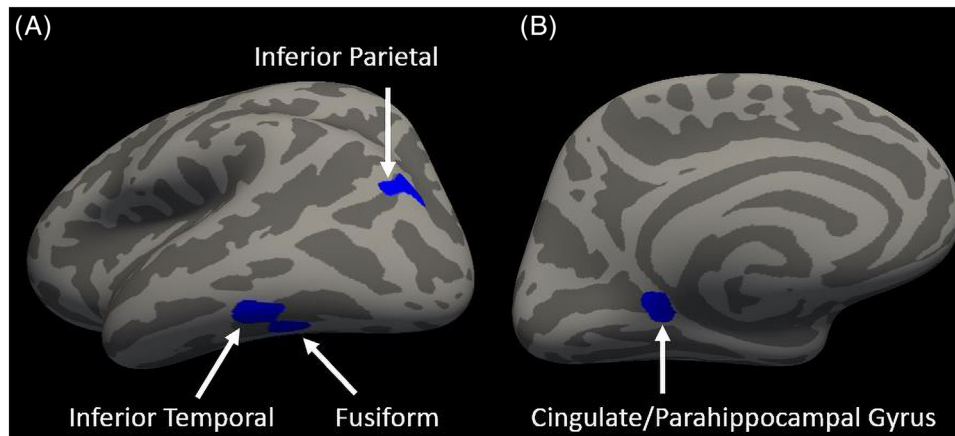 (A)
(B)
Inferior Parietal
Inferior Temporal
Fusiform
Cingulate/Parahippocampal Gyrus